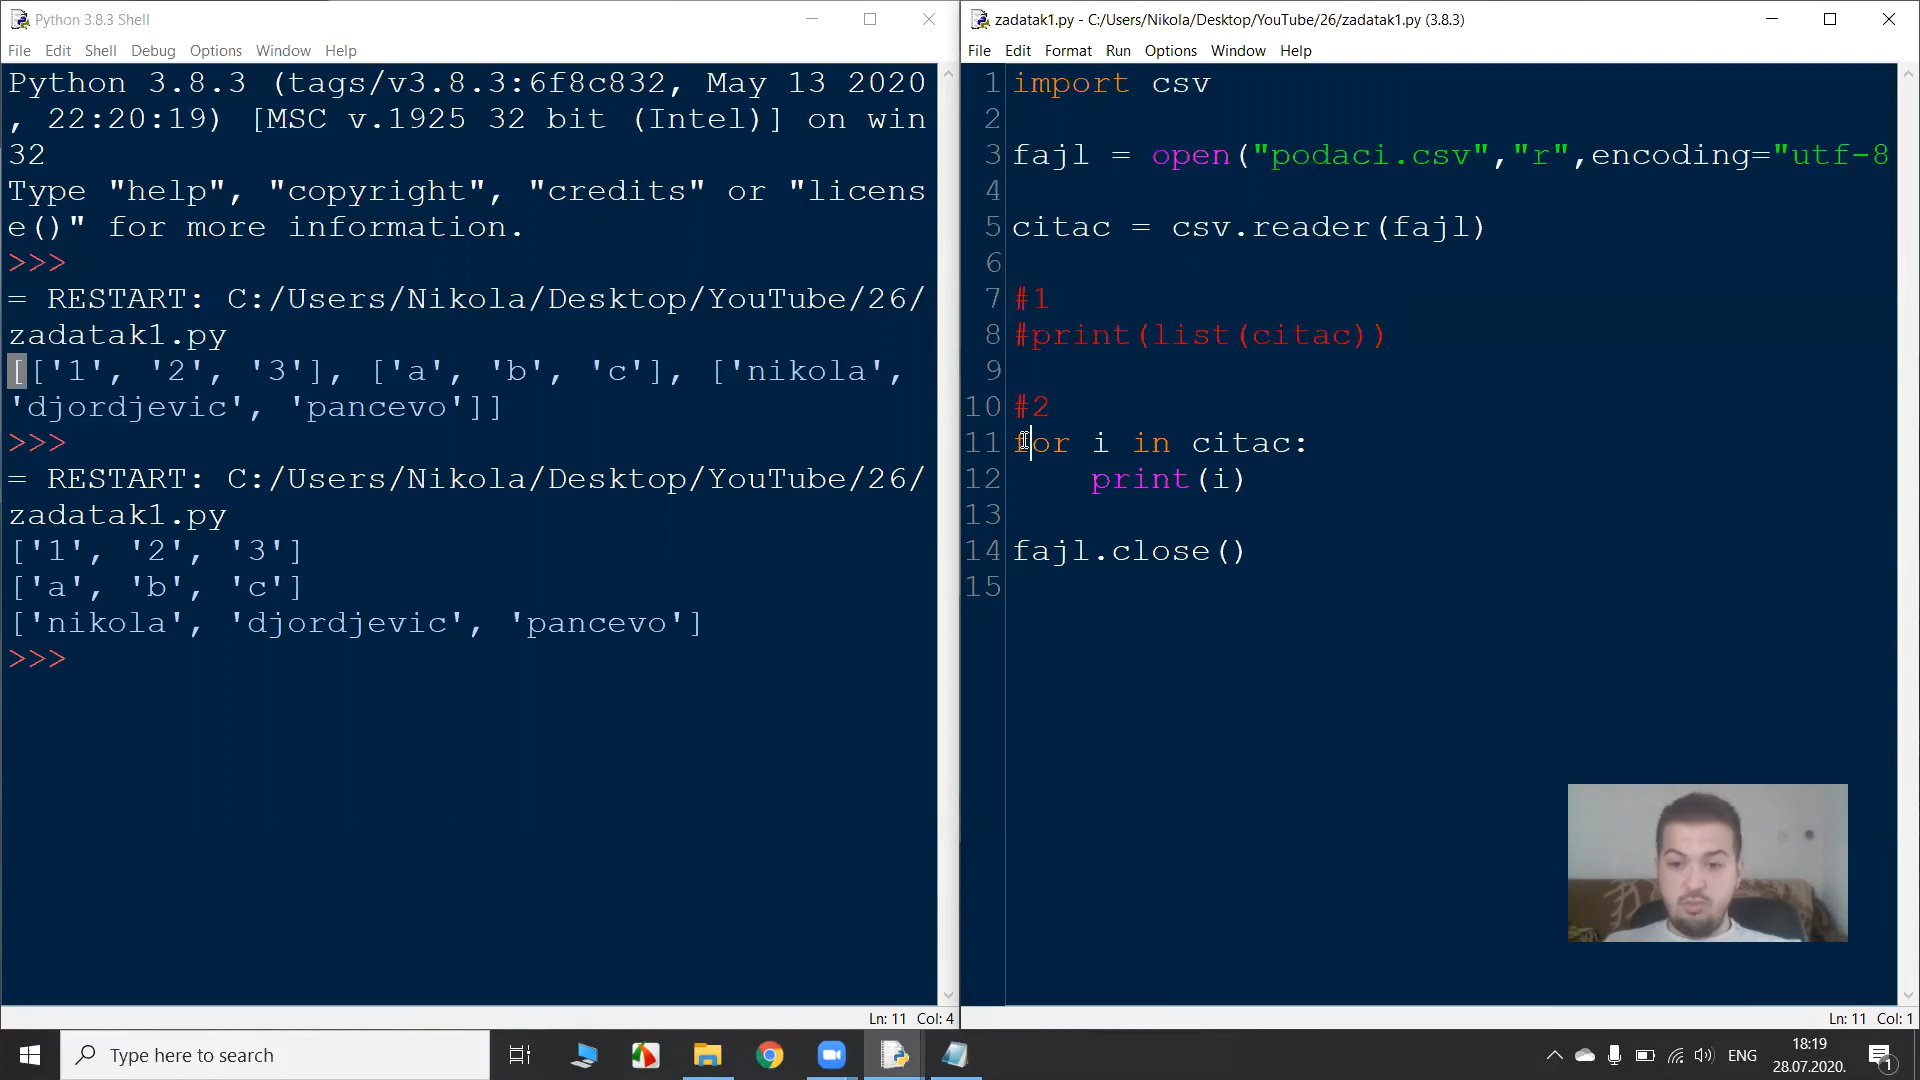 Python 3.8.3 Shell
File Edit Shell Debug Options Window Help
Python 3.8.3 (tags/v3.8.3:6f8c832, May 13 2020
, 22:20:19) [MSC v.1925 32 bit (Intel)] on win
32
Type "help", "copyright", "credits" or "licens
e()" for more information.
>>>
= RESTART: C:/Users/Nikola/Desktop/YouTube/26/
zadatak1.py
[['1', '2', '3'], ['a', 'b', 'c'], ['nikola',
'djordjevic', 'pancevo']]
>>>
= RESTART: C:/Users/Nikola/Desktop/YouTube/26/
zadatak1.py
['1', '2', '3']
['a', 'b', 'c']
['nikola', 'djordjevic', 'pancevo']
>>>
Ln: 11 Col: 4
zadatak1.py - C:/Users/Nikola/Desktop/YouTube/26/zadatak1.py (3.8.3)
File Edit Format Run Options Window Help
1 import csv
2
3 fajl = open("podaci.csv","r",encoding="utf-8
4
5 citac = csv.reader(fajl)
6
7 #1
8 #print(list(citac))
9
10 #2
11 for i in citac:
12     print(i)
13
14 fajl.close()
15
Ln: 11 Col: 1
Type here to search
ENG
18:19
28.07.2020.
1